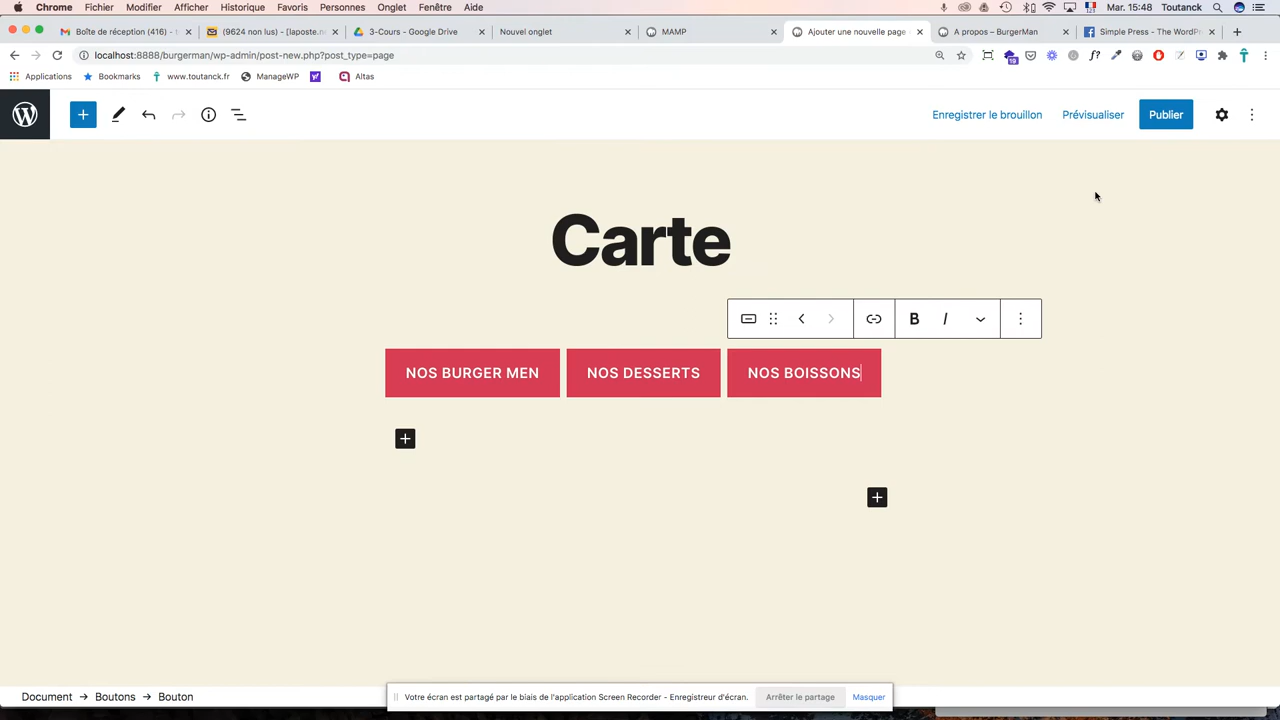 Chrome Fichier Modifier Afficher Historique Favoris Personnes Onglet Fenêtre Aide Mar. 15:48 Toutanck
Boîte de réception (416) - (9624 non lus) - [laposte.n 3-Cours - Google Drive Nouvel onglet MAMP Ajouter une nouvelle page A propos – BurgerMan Simple Press - The WordPr
localhost:8888/burgerman/wp-admin/post-new.php?post_type=page
19
Applications Bookmarks www.toutanck.fr ManageWP Altas
Enregistrer le brouillon Prévisualiser Publier
Carte
B I
NOS BURGER MEN NOS DESSERTS NOS BOISSONS
Document → Boutons → Bouton
Votre écran est partagé par le biais de l'application Screen Recorder - Enregistreur d'écran. Arrêter le partage Masquer